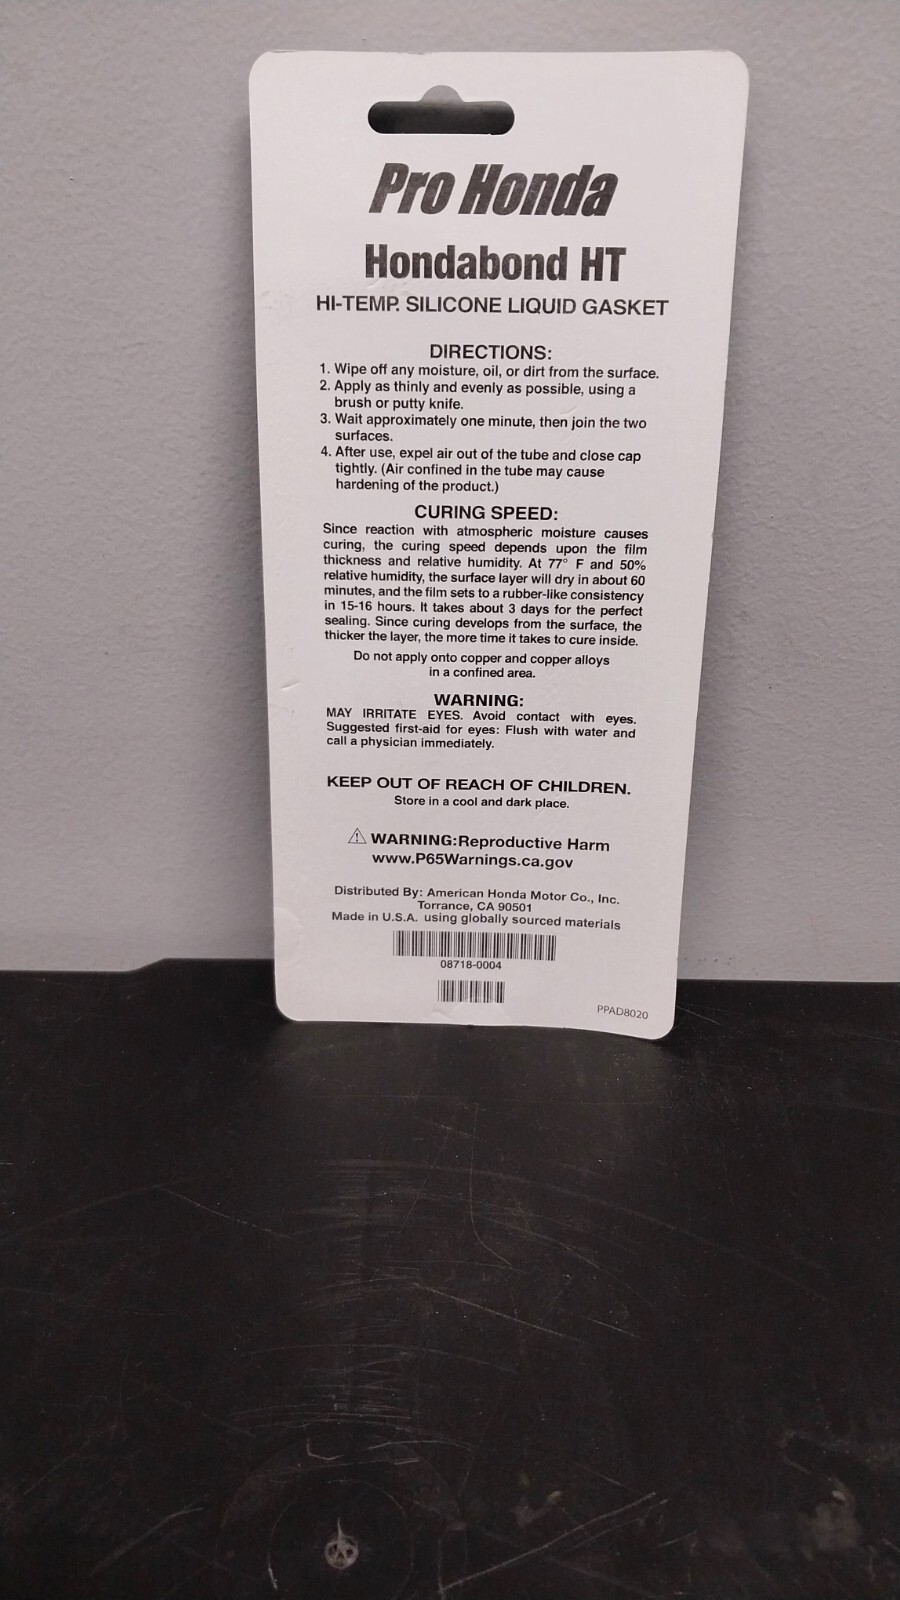 Pro Honda
Hondabond HT
HI-TEMP. SILICONE LIQUID GASKET
DIRECTIONS:
1. Wipe off any moisture, oil, or dirt from the surface.
2. Apply as thinly and evenly as possible, using a
brush or putty knife.
3. Wait approximately one minute, then join the two
surfaces.
4. After use, expel air out of the tube and close cap
tightly. (Air confined in the tube may cause
hardening of the product.)
CURING SPEED:
Since reaction with atmospheric moisture causes
curing, the curing speed depends upon the film
thickness and relative humidity. At 77° F and 50%
relative humidity, the surface layer will dry in about 60
minutes, and the film sets to a rubber-like consistency
in 15-16 hours. It takes about 3 days for the perfect
sealing. Since curing develops from the surface, the
thicker the layer, the more time it takes to cure inside.
Do not apply onto copper and copper alloys
in a confined area.
WARNING:
MAY IRRITATE EYES. Avoid contact with eyes.
Suggested first-aid for eyes: Flush with water and
call a physician immediately.
KEEP OUT OF REACH OF CHILDREN.
Store in a cool and dark place.
⚠ WARNING:Reproductive Harm
www.P65Warnings.ca.gov
Distributed By: American Honda Motor Co., Inc.
Torrance, CA 90501
Made in U.S.A. using globally sourced materials
08718-0004
PPAD8020